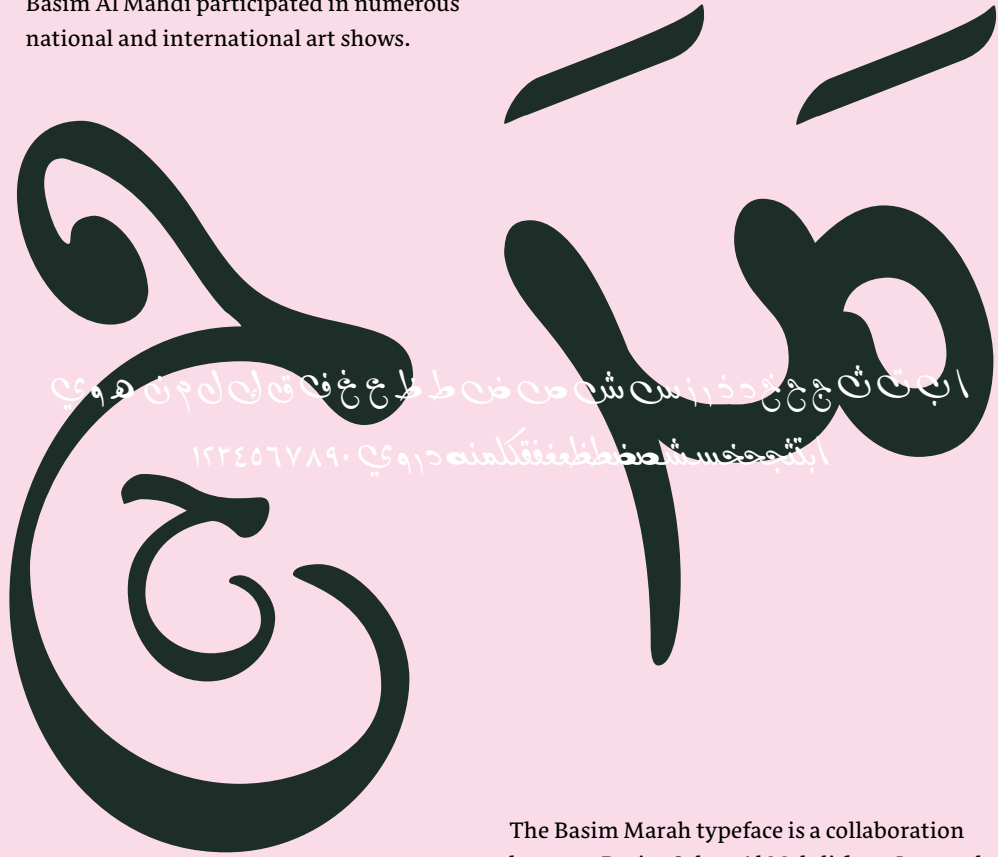 Basim Al Mahdi participated in numerous
national and international art shows.
مَرَح
ا ب ت ث ج ح خ د ذ ر ز س ش ص ض ط ظ ع غ ف ق ك ل م ن ه و ي
ابتثجحخسشصضطظعغفقكلمنه د ر و ي ١٢٣٤٥٦٧٨٩٠
The Basim Marah typeface is a collaboration